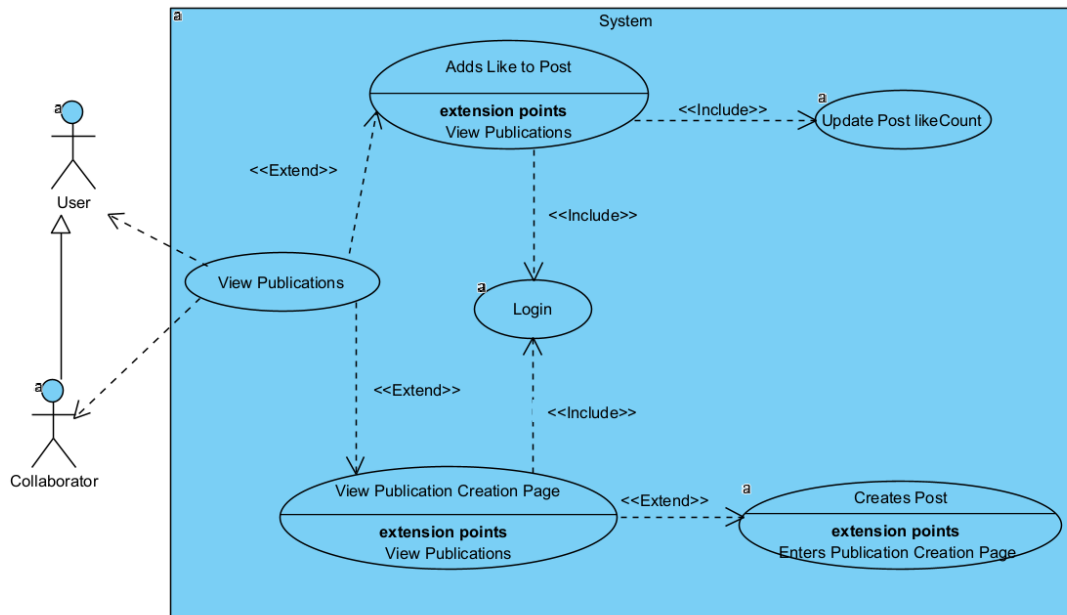 a
System
Adds Like to Post
extension points
View Publications
<<Include>>
a
Update Post likeCount
a
User
<<Extend>>
<<Include>>
View Publications
a
Login
a
Collaborator
<<Extend>>
<<Include>>
View Publication Creation Page
extension points
View Publications
<<Extend>>
a
Creates Post
extension points
Enters Publication Creation Page